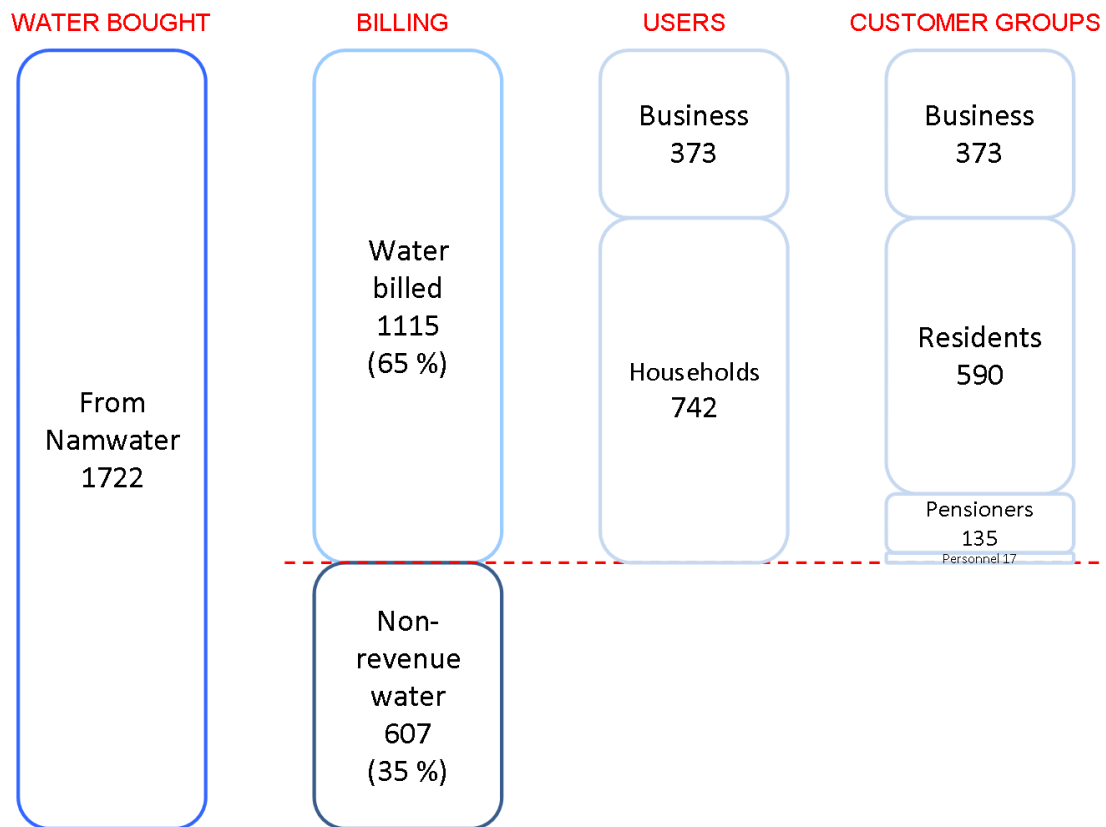 WATER BOUGHT
From
Namwater
1722
BILLING
Water
billed
1115
(65 %)
Non-
revenue
water
607
(35 %)
USERS
Business
373
Households
742
CUSTOMER GROUPS
Business
373
Residents
590
Pensioners
135
Personnel 17